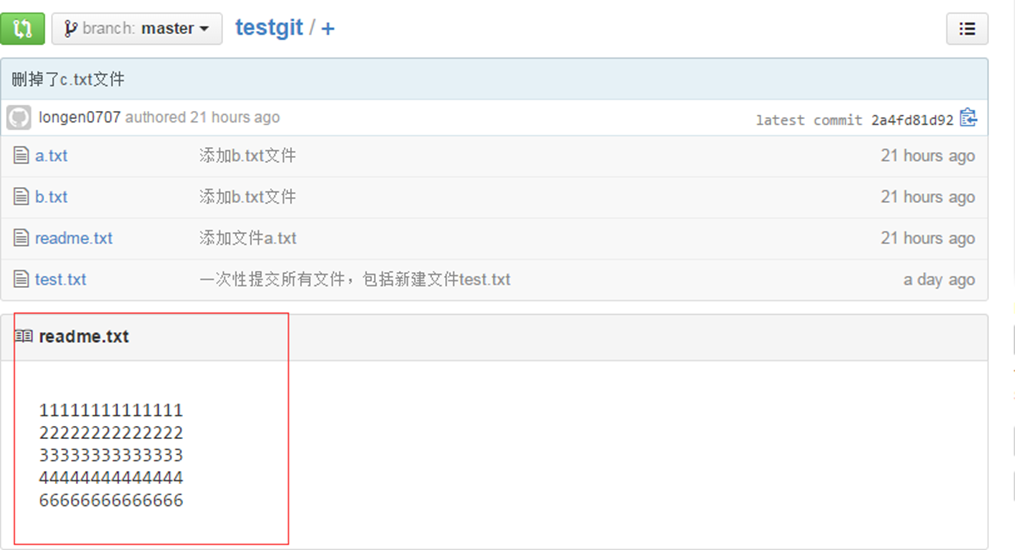 branch: master testgit / +
删掉了c.txt文件
longen0707 authored 21 hours ago latest commit 2a4fd81d92
a.txt 添加b.txt文件 21 hours ago
b.txt 添加b.txt文件 21 hours ago
readme.txt 添加文件a.txt 21 hours ago
test.txt 一次性提交所有文件，包括新建文件test.txt a day ago
readme.txt
11111111111111
22222222222222
33333333333333
44444444444444
66666666666666